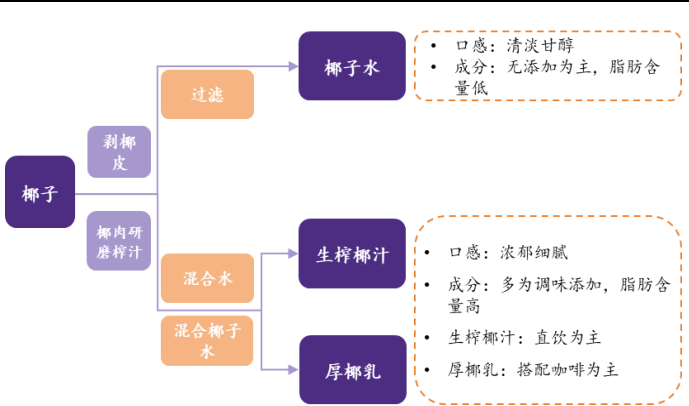 椰子
剥椰
皮
椰肉研
磨榨汁
过滤
椰子水
• 口感：清淡甘醇
• 成分：无添加为主，脂肪含
量低
混合水
混合椰子
水
生榨椰汁
厚椰乳
• 口感：浓郁细腻
• 成分：多为调味添加，脂肪含
量高
• 生榨椰汁：直饮为主
• 厚椰乳：搭配咖啡为主